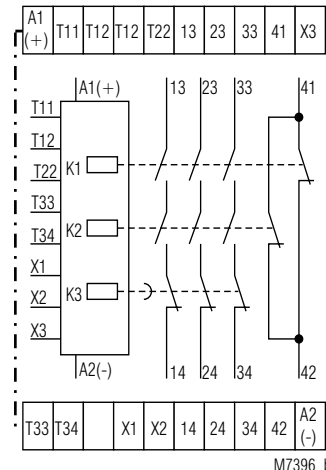 A1 (+) T11 T12 T12 T22 13 23 33 41 X3
A1(+) 13 23 33 41
T11
T12
T22 K1
T33
T34 K2
X1
X2 K3
X3
A2(-) 14 24 34 42
T33 T34 X1 X2 14 24 34 42 A2 (-)